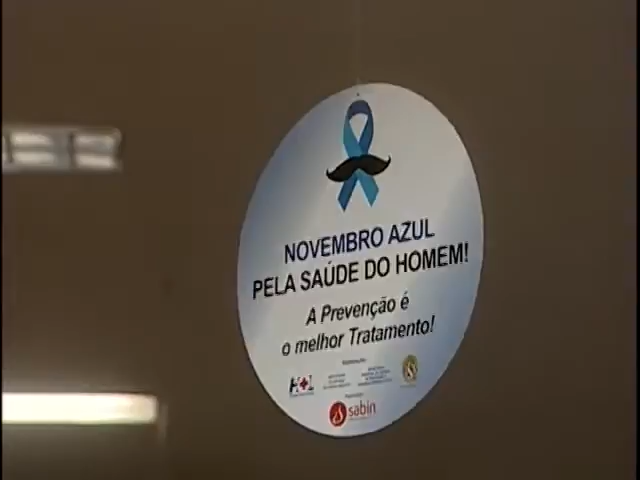 NOVEMBRO AZUL
PELA SAÚDE DO HOMEM!
A Prevenção é
o melhor Tratamento!
sabin